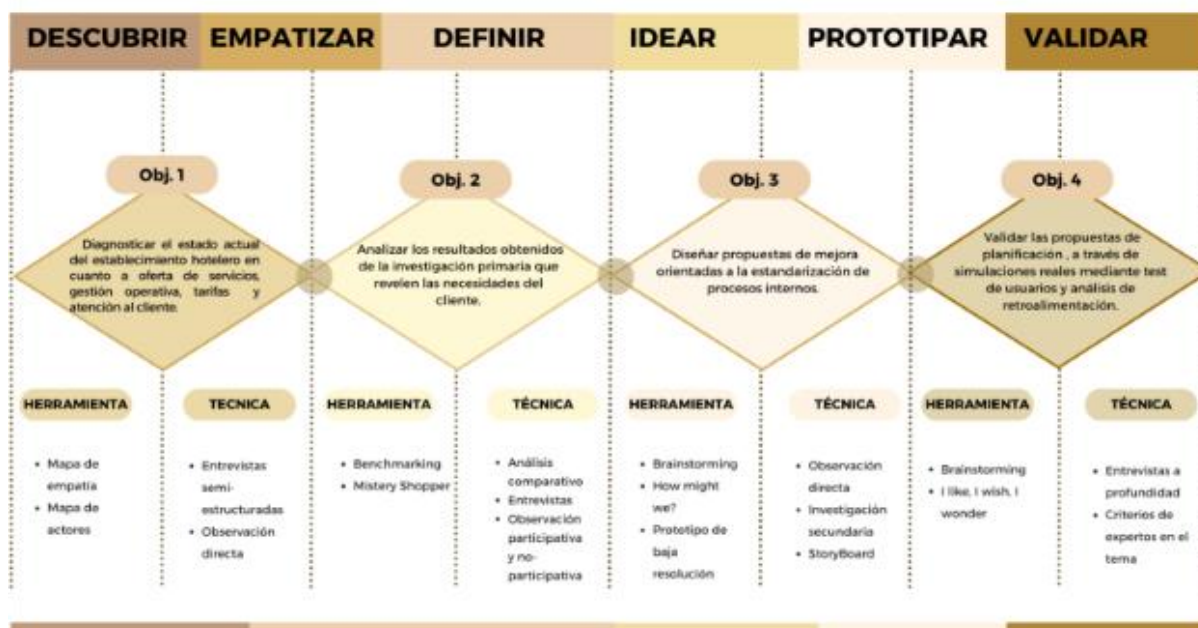 DESCUBRIR EMPATIZAR DEFINIR IDEAR PROTOTIPAR VALIDAR
Obj. 1
Diagnosticar el estado actual
del establecimiento hotelero en
cuanto a oferta de servicios,
gestión operativa, tarifas y
atención al cliente.
Obj. 2
Analizar los resultados obtenidos
de la investigación primaria que
revelen las necesidades del
cliente.
Obj. 3
Diseñar propuestas de mejora
orientadas a la estandarización de
procesos internos.
Obj. 4
Validar las propuestas de
planificación , a través de
simulaciones reales mediante test
de usuarios y análisis de
retroalimentación.
HERRAMIENTA
• Mapa de
empatía
• Mapa de
actores
TECNICA
• Entrevistas
semi-
estructuradas
• Observación
directa
HERRAMIENTA
• Benchmarking
• Mistery Shopper
TÉCNICA
• Análisis
comparativo
• Entrevistas
• Observación
participativa
y no-
participativa
HERRAMIENTA
• Brainstorming
• How might
we?
• Prototipo de
baja
resolución
TÉCNICA
• Observación
directa
• Investigación
secundaria
• StoryBoard
HERRAMIENTA
• Brainstorming
• I like, I wish, I
wonder
TÉCNICA
• Entrevistas a
profundidad
• Criterios de
expertos en el
tema